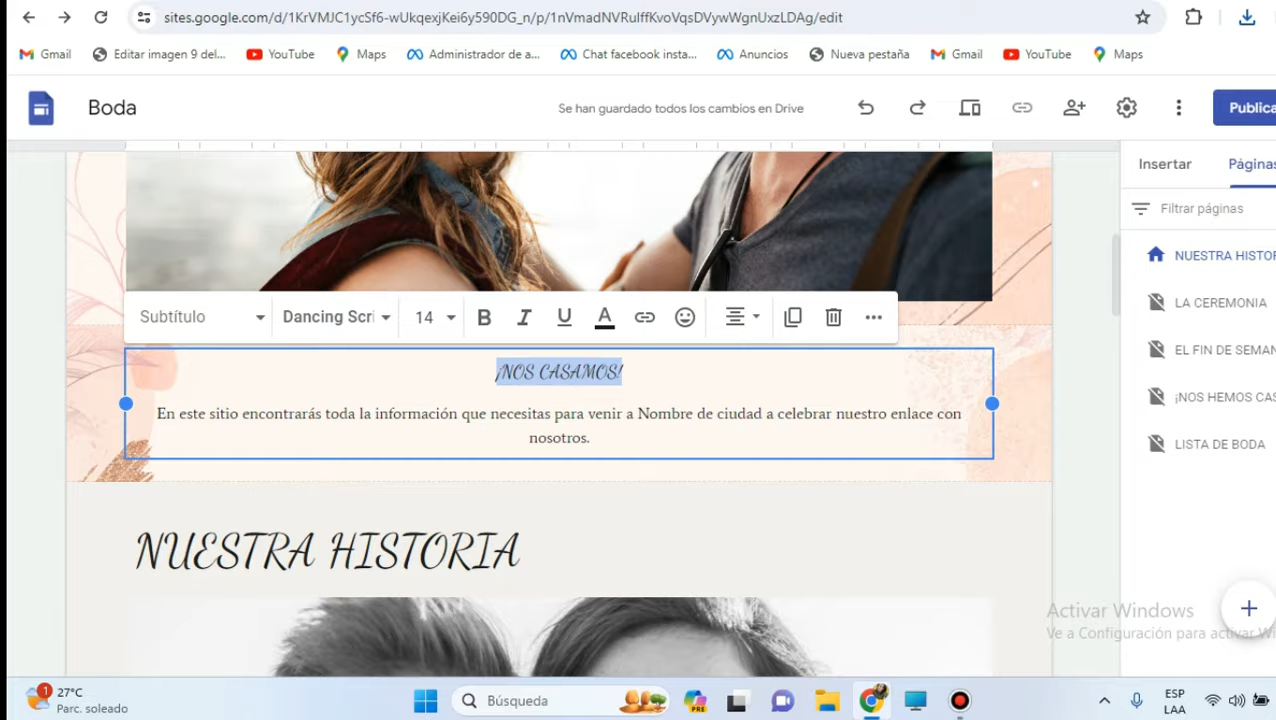 sites.google.com/d/1KrVMJC1ycSf6-wUkqexjKei6y590DG_n/p/1nVmadNVRulffKvoVqsDVywWgnUxzLDAg/edit
Gmail Editar imagen 9 del... YouTube Maps Administrador de a... Chat facebook insta... Anuncios Nueva pestaña Gmail YouTube Maps
Boda Se han guardado todos los cambios en Drive Publica
Insertar Páginas
Filtrar páginas
NUESTRA HISTOR
LA CEREMONIA
EL FIN DE SEMAN
¡NOS HEMOS CAS
LISTA DE BODA
Subtítulo Dancing Scri 14 B I U A
¡NOS CASAMOS!
En este sitio encontrarás toda la información que necesitas para venir a Nombre de ciudad a celebrar nuestro enlace con
nosotros.
NUESTRA HISTORIA
Activar Windows
Ve a Configuración para activar Wi
1 27°C
Parc. soleado
Búsqueda
PRE
ESP
LAA